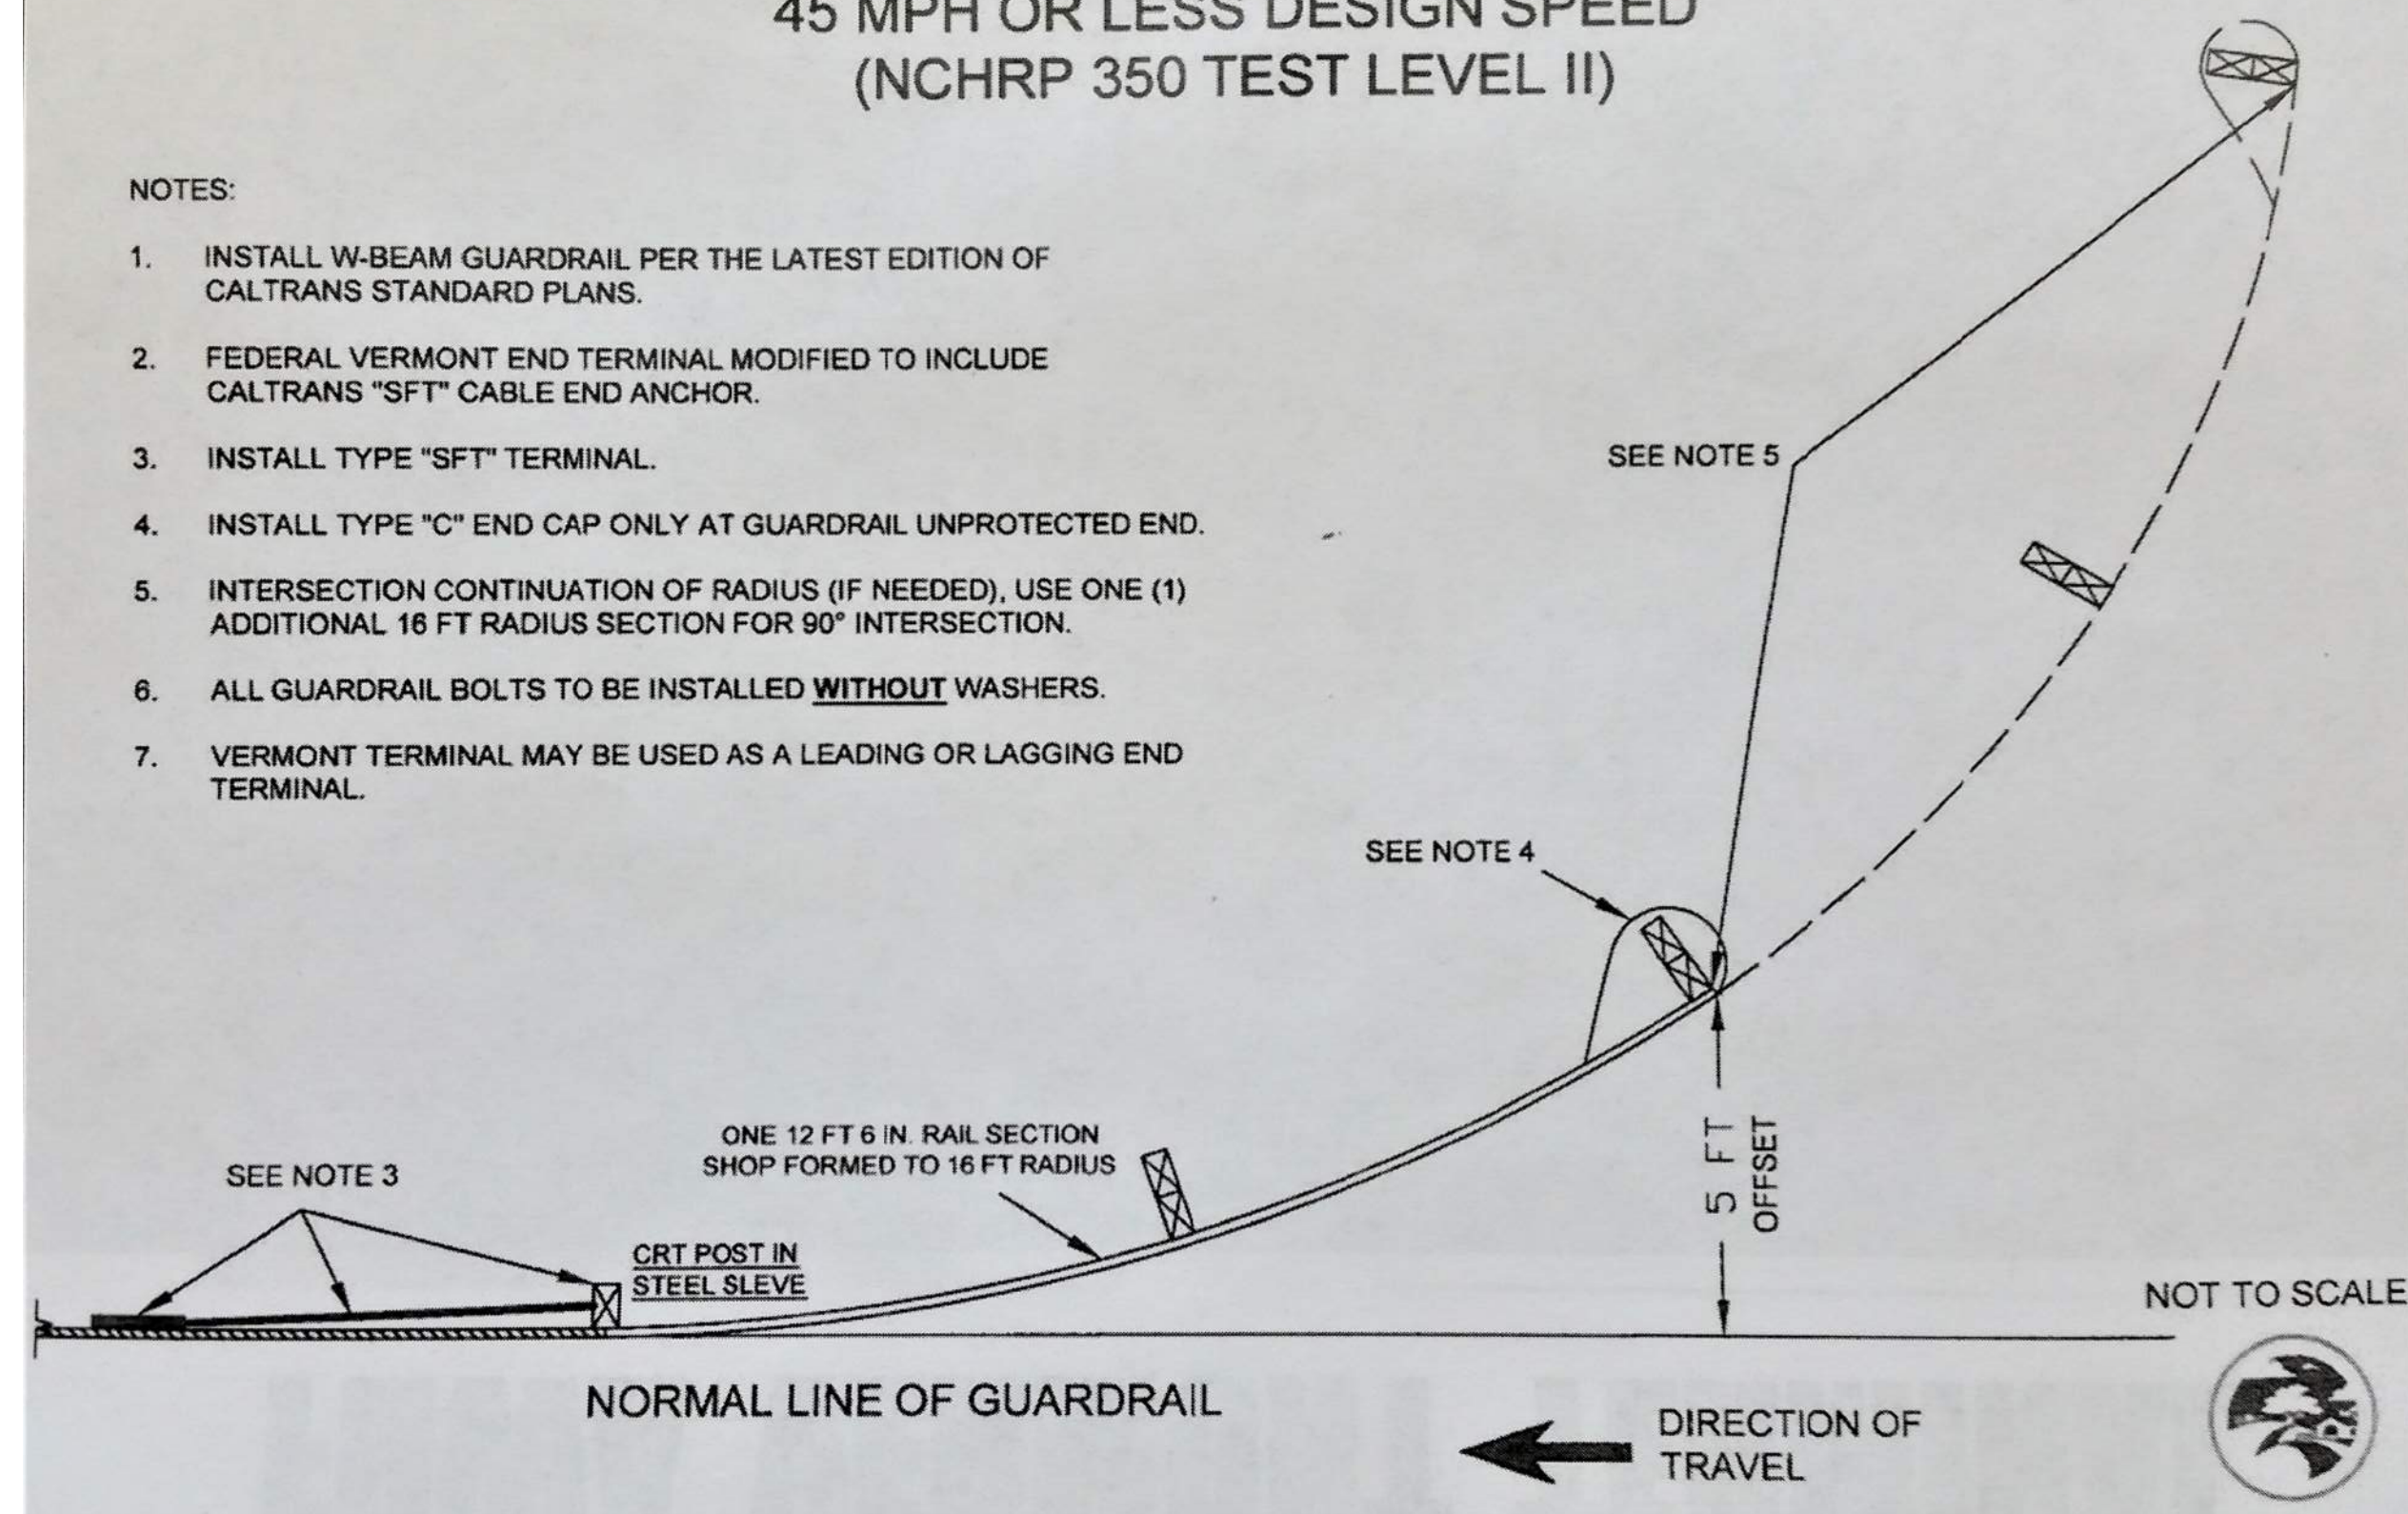 45 MPH OR LESS DESIGN SPEED
(NCHRP 350 TEST LEVEL II)
NOTES:
1. INSTALL W-BEAM GUARDRAIL PER THE LATEST EDITION OF
CALTRANS STANDARD PLANS.
2. FEDERAL VERMONT END TERMINAL MODIFIED TO INCLUDE
CALTRANS "SFT" CABLE END ANCHOR.
3. INSTALL TYPE "SFT" TERMINAL.
4. INSTALL TYPE "C" END CAP ONLY AT GUARDRAIL UNPROTECTED END.
5. INTERSECTION CONTINUATION OF RADIUS (IF NEEDED), USE ONE (1)
ADDITIONAL 16 FT RADIUS SECTION FOR 90° INTERSECTION.
6. ALL GUARDRAIL BOLTS TO BE INSTALLED WITHOUT WASHERS.
7. VERMONT TERMINAL MAY BE USED AS A LEADING OR LAGGING END
TERMINAL.
SEE NOTE 5
SEE NOTE 4
ONE 12 FT 6 IN. RAIL SECTION
SHOP FORMED TO 16 FT RADIUS
SEE NOTE 3
CRT POST IN
STEEL SLEVE
5 FT
OFFSET
NOT TO SCALE
NORMAL LINE OF GUARDRAIL
DIRECTION OF
TRAVEL